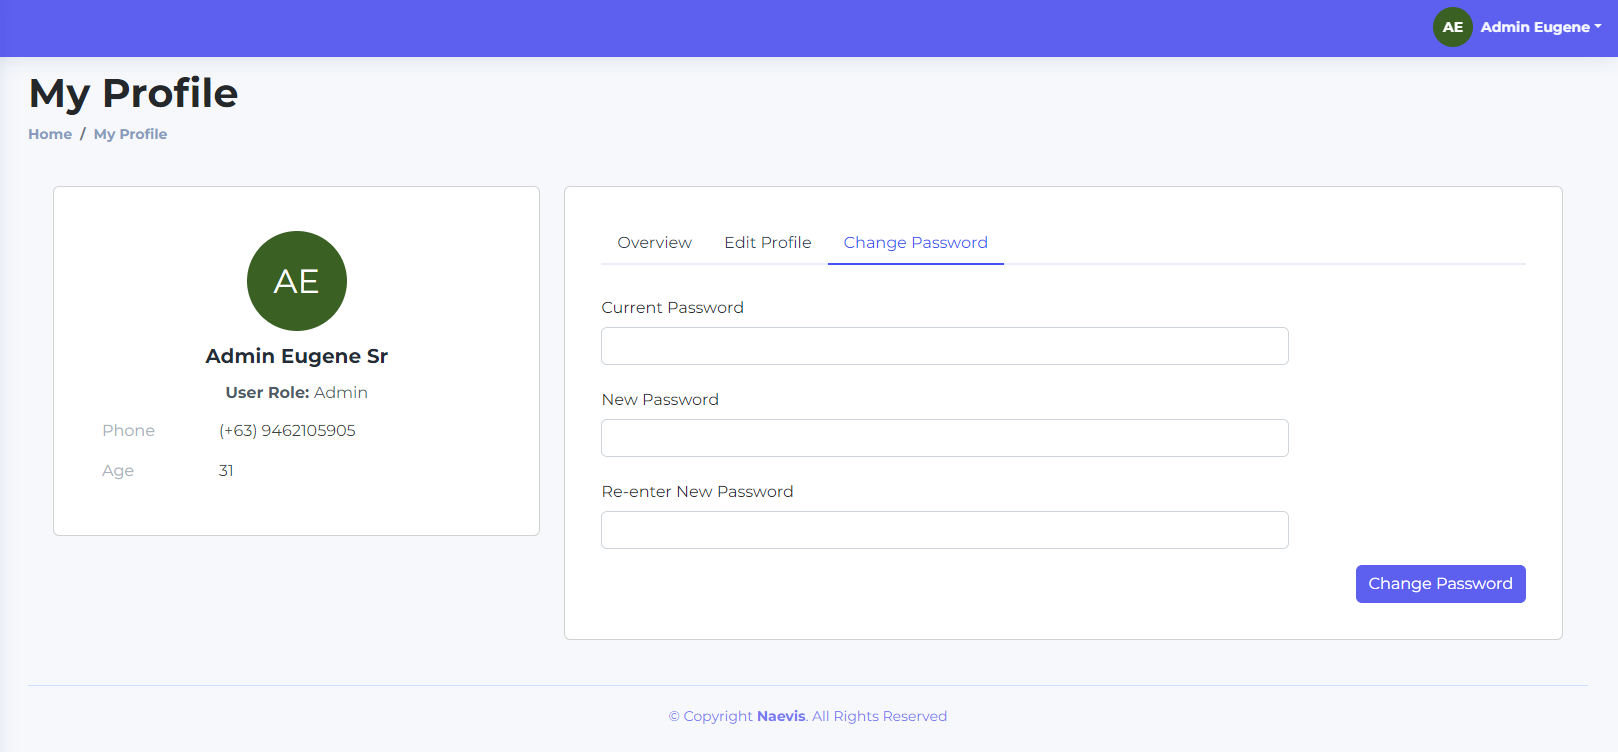 AE Admin Eugene
My Profile
Home / My Profile
AE
Admin Eugene Sr
User Role: Admin
Phone (+63) 9462105905
Age 31
Overview Edit Profile Change Password
Current Password
New Password
Re-enter New Password
Change Password
© Copyright Naevis. All Rights Reserved